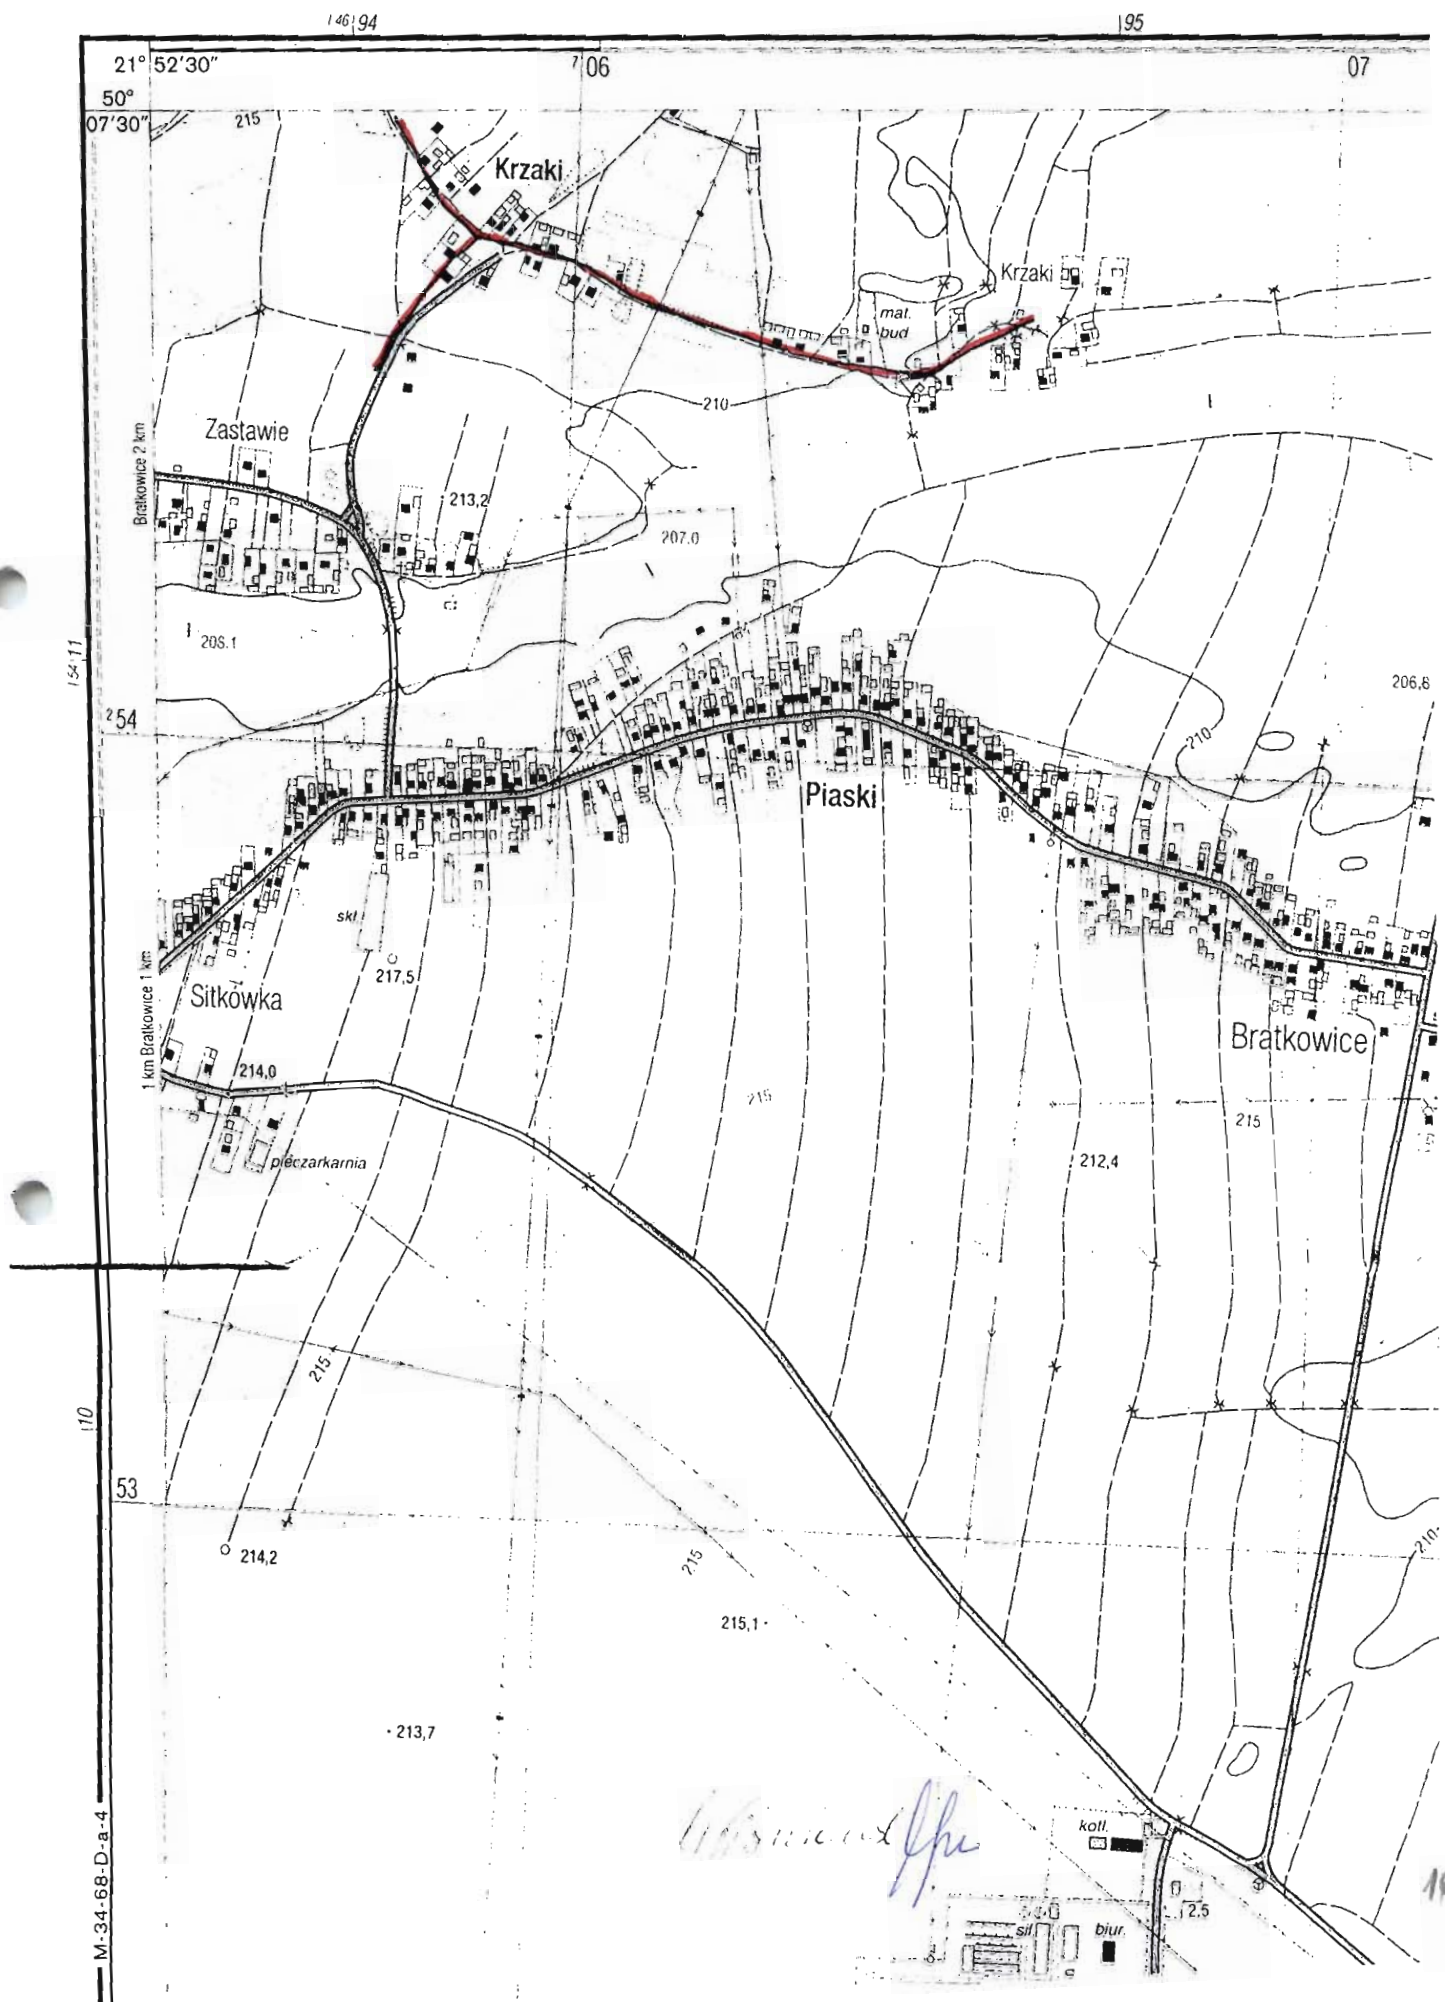 146 94
95
21° 52′30″
7 06
07
50°
07′30″
215
Krzaki
Krzaki
mat.
bud
210
Zastawie
Bratkowice 2 km
213,2
207.0
208.1
154 11
206,8
2 54
210
Piaski
skł.
217,5
Sitkówka
1 km Bratkowice 1 km
Bratkowice
214,0
215
215
pieczarkarnia
212,4
215
110
53
214,2
215
210
215,1
213,7
kotl.
M-34-68-D-a-4
sil.
biur.